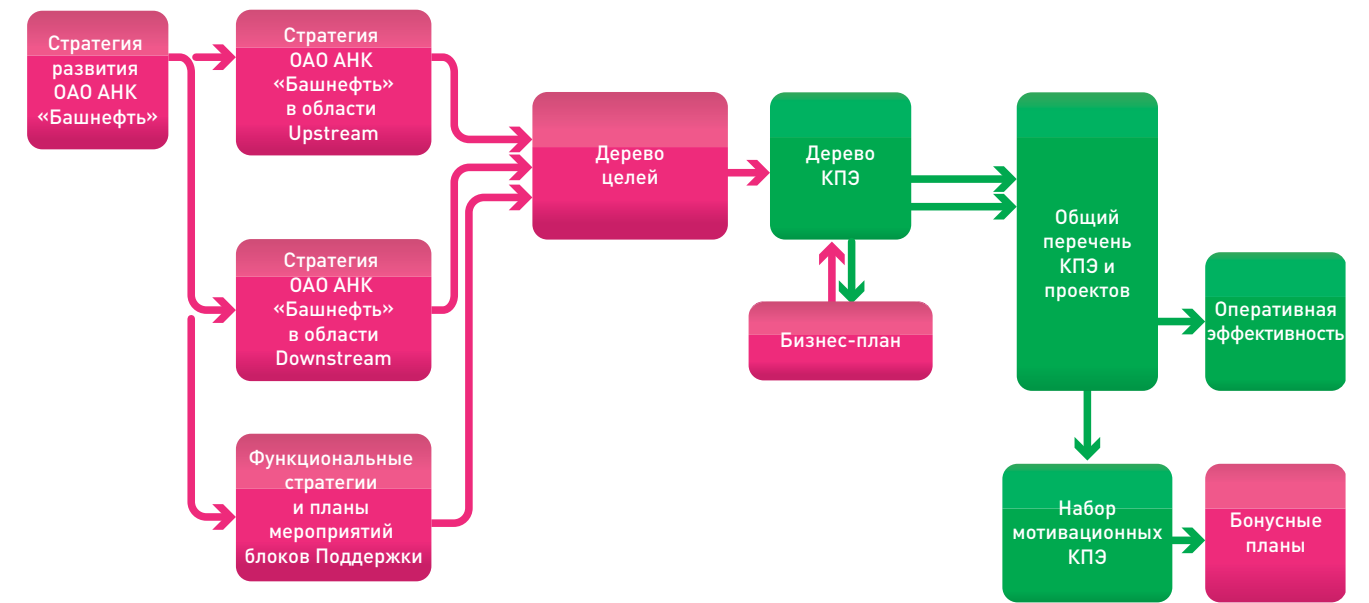 Стратегия
развития
ОАО АНК
«Башнефть»
Стратегия
ОАО АНК
«Башнефть»
в области
Upstream
Стратегия
ОАО АНК
«Башнефть»
в области
Downstream
Функциональные
стратегии
и планы
мероприятий
блоков Поддержки
Дерево
целей
Дерево
КПЭ
Бизнес-план
Общий
перечень
КПЭ и
проектов
Оперативная
эффективность
Набор
мотивационных
КПЭ
Бонусные
планы